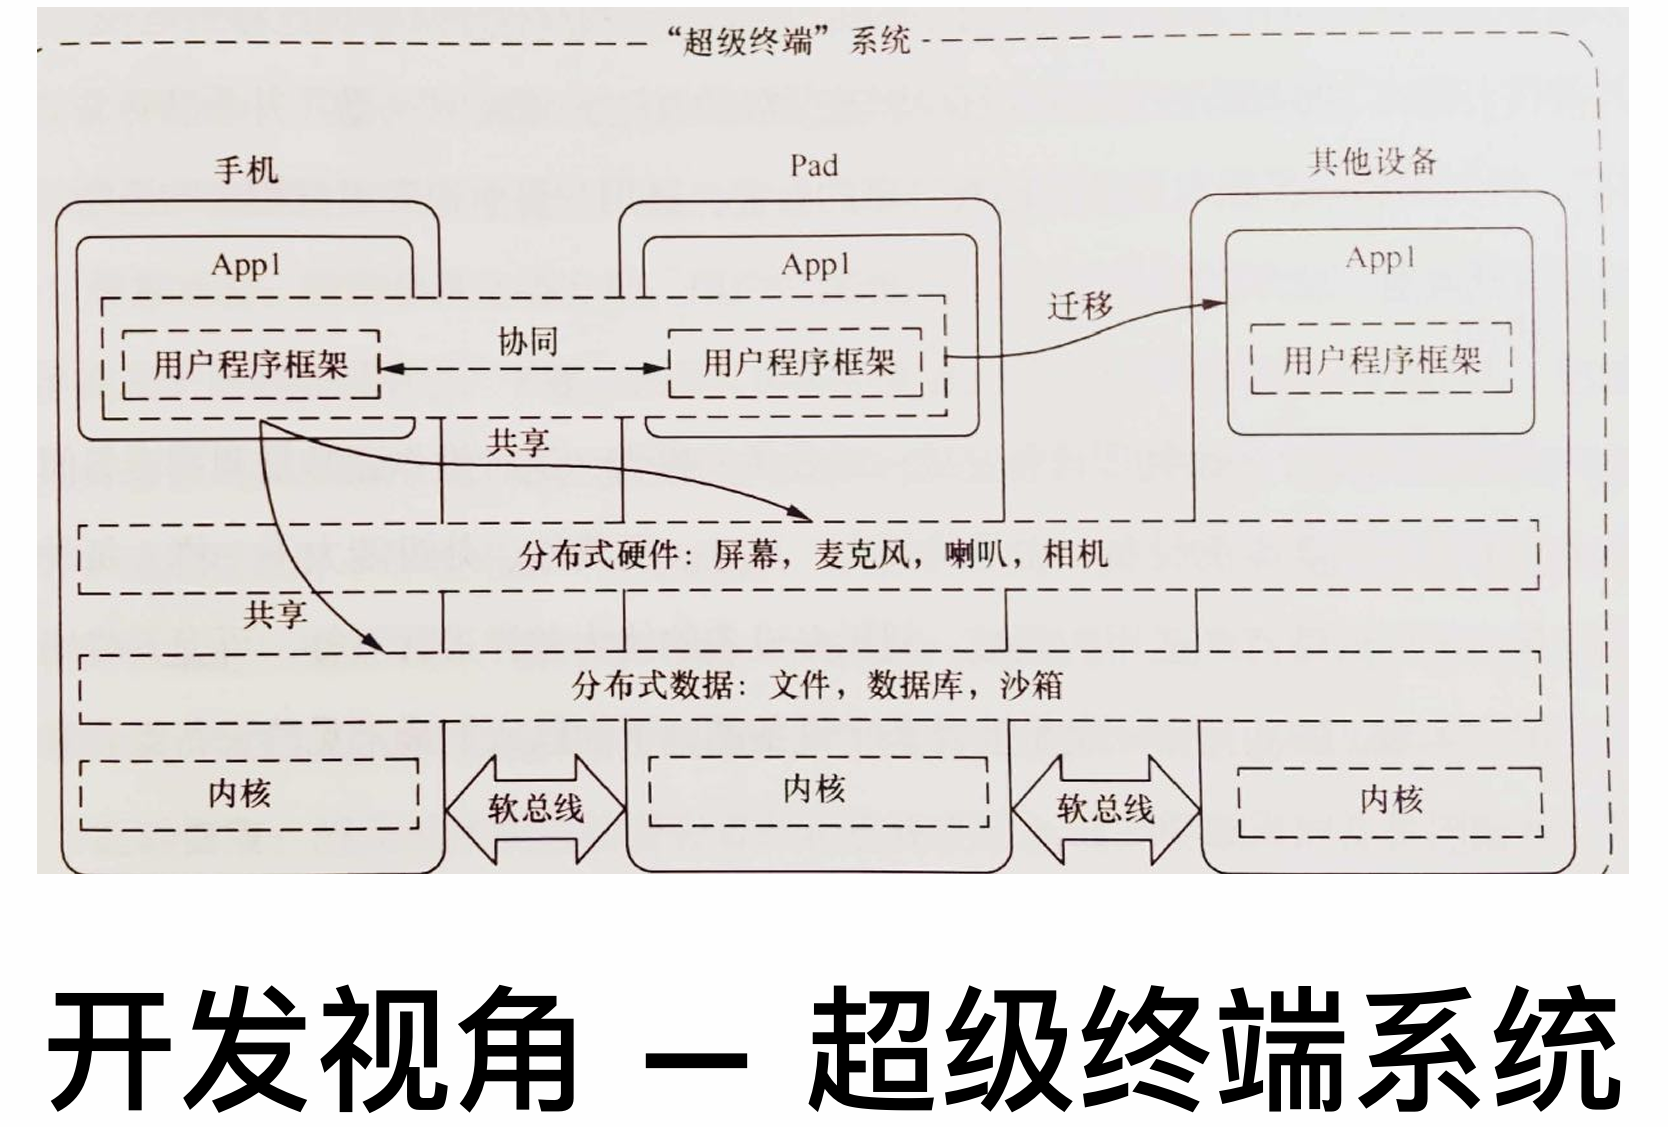 “超级终端”系统
手机
Pad
其他设备
App1
App1
App1
迁移
协同
用户程序框架
用户程序框架
用户程序框架
共享
分布式硬件：屏幕，麦克风，喇叭，相机
共享
分布式数据：文件，数据库，沙箱
内核
软总线
内核
软总线
内核
开发视角 — 超级终端系统